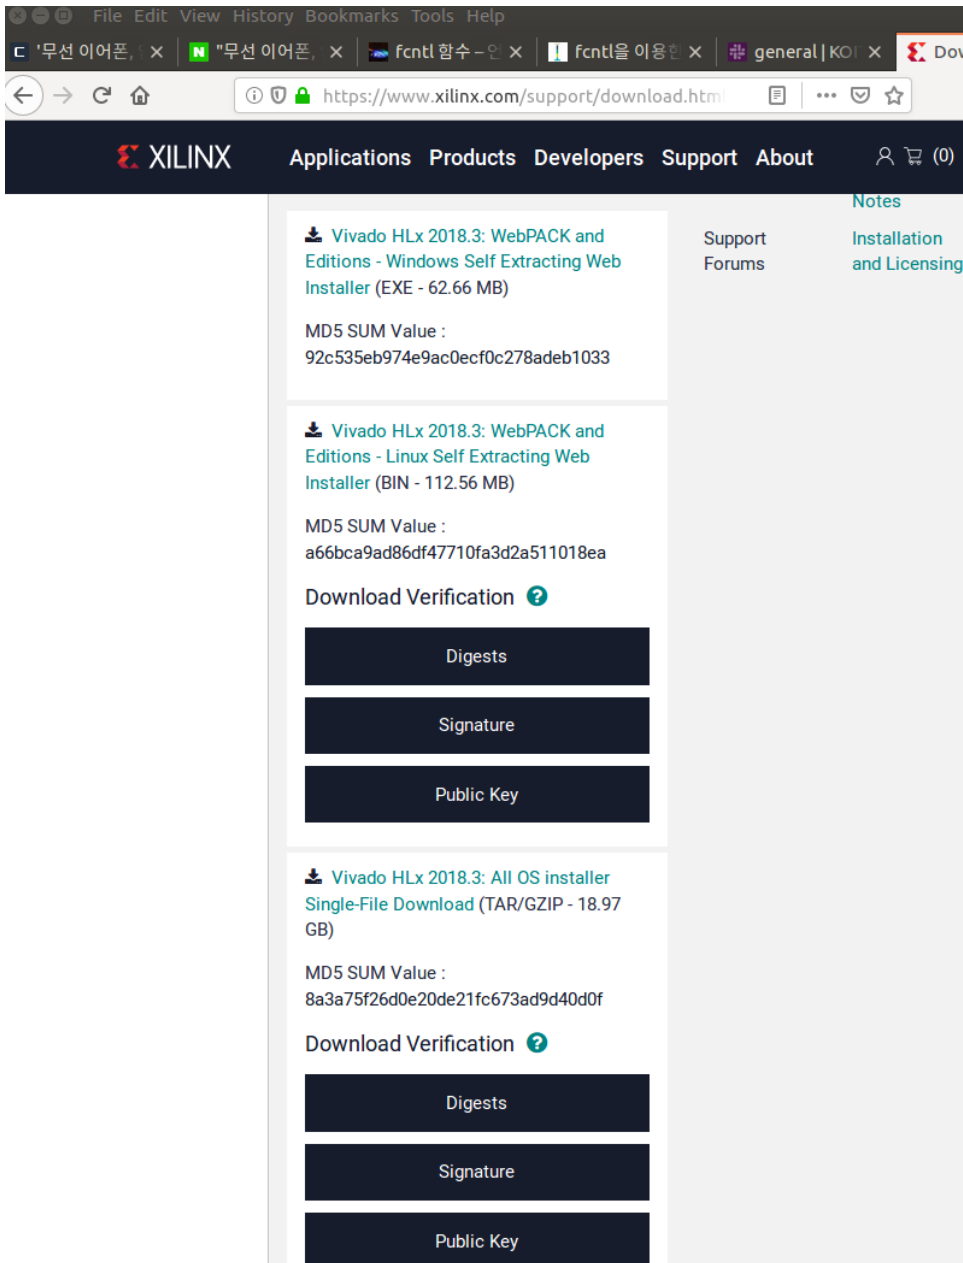 File Edit View History Bookmarks Tools Help
'무선 이어폰,
"무선 이어폰,
fcntl 함수 – 언
fcntl을 이용한
general | KOI
Dov
https://www.xilinx.com/support/download.html
XILINX
Applications Products Developers Support About
(0)
Notes
Vivado HLx 2018.3: WebPACK and
Editions - Windows Self Extracting Web
Installer (EXE - 62.66 MB)
MD5 SUM Value :
92c535eb974e9ac0ecf0c278adeb1033
Support
Forums
Installation
and Licensing
Vivado HLx 2018.3: WebPACK and
Editions - Linux Self Extracting Web
Installer (BIN - 112.56 MB)
MD5 SUM Value :
a66bca9ad86df47710fa3d2a511018ea
Download Verification
Digests
Signature
Public Key
Vivado HLx 2018.3: All OS installer
Single-File Download (TAR/GZIP - 18.97
GB)
MD5 SUM Value :
8a3a75f26d0e20de21fc673ad9d40d0f
Download Verification
Digests
Signature
Public Key